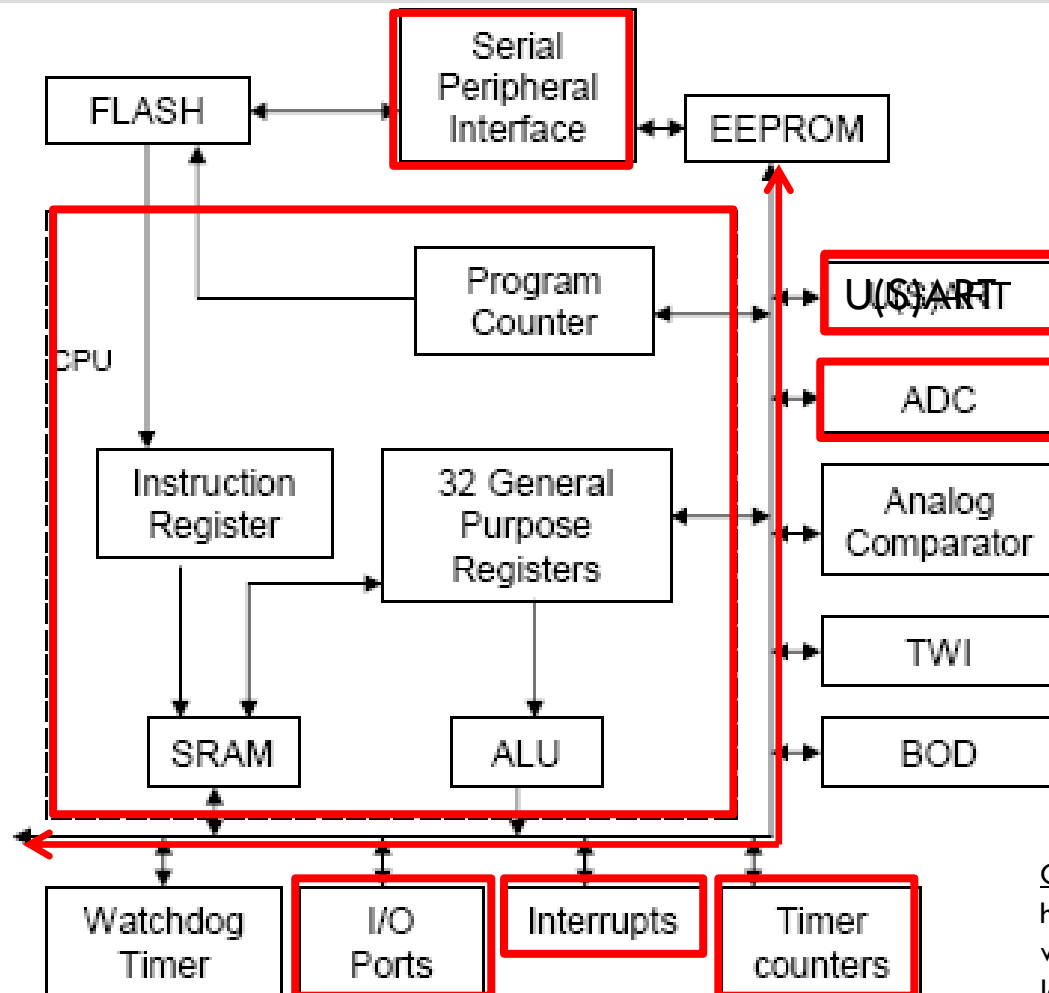 Serial
Peripheral
Interface
FLASH
EEPROM
Program
Counter
U(S)ART
CPU
ADC
Instruction
Register
32 General
Purpose
Registers
Analog
Comparator
TWI
SRAM
ALU
BOD
Watchdog
Timer
I/O
Ports
Interrupts
Timer
counters